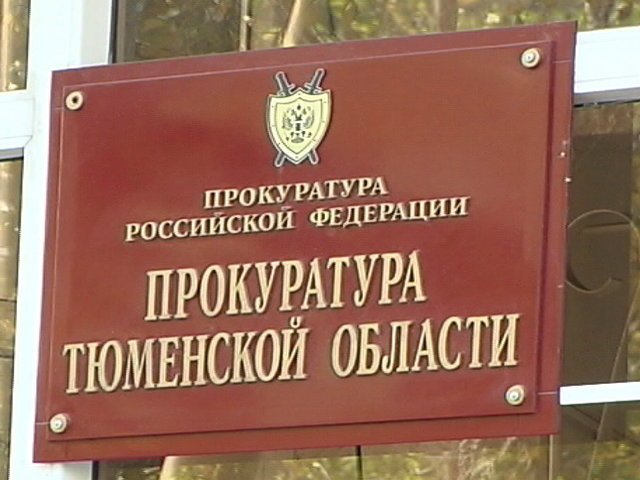 ПРОКУРАТУРА
РОССИЙСКОЙ ФЕДЕРАЦИИ
ПРОКУРАТУРА
ТЮМЕНСКОЙ ОБЛАСТИ